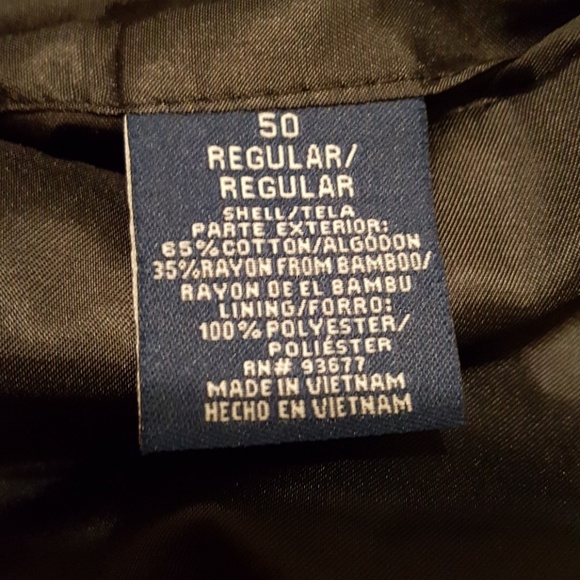 50
REGULAR/
REGULAR
SHELL/TELA
PARTE EXTERIOR:
65%COTTON/ALGODON
35%RAYON FROM BAMBOO/
RAYON DE EL BAMBU
LINING/FORRO:
100%POLYESTER/
POLIÉSTER
RN# 93677
MADE IN VIETNAM
HECHO EN VIETNAM